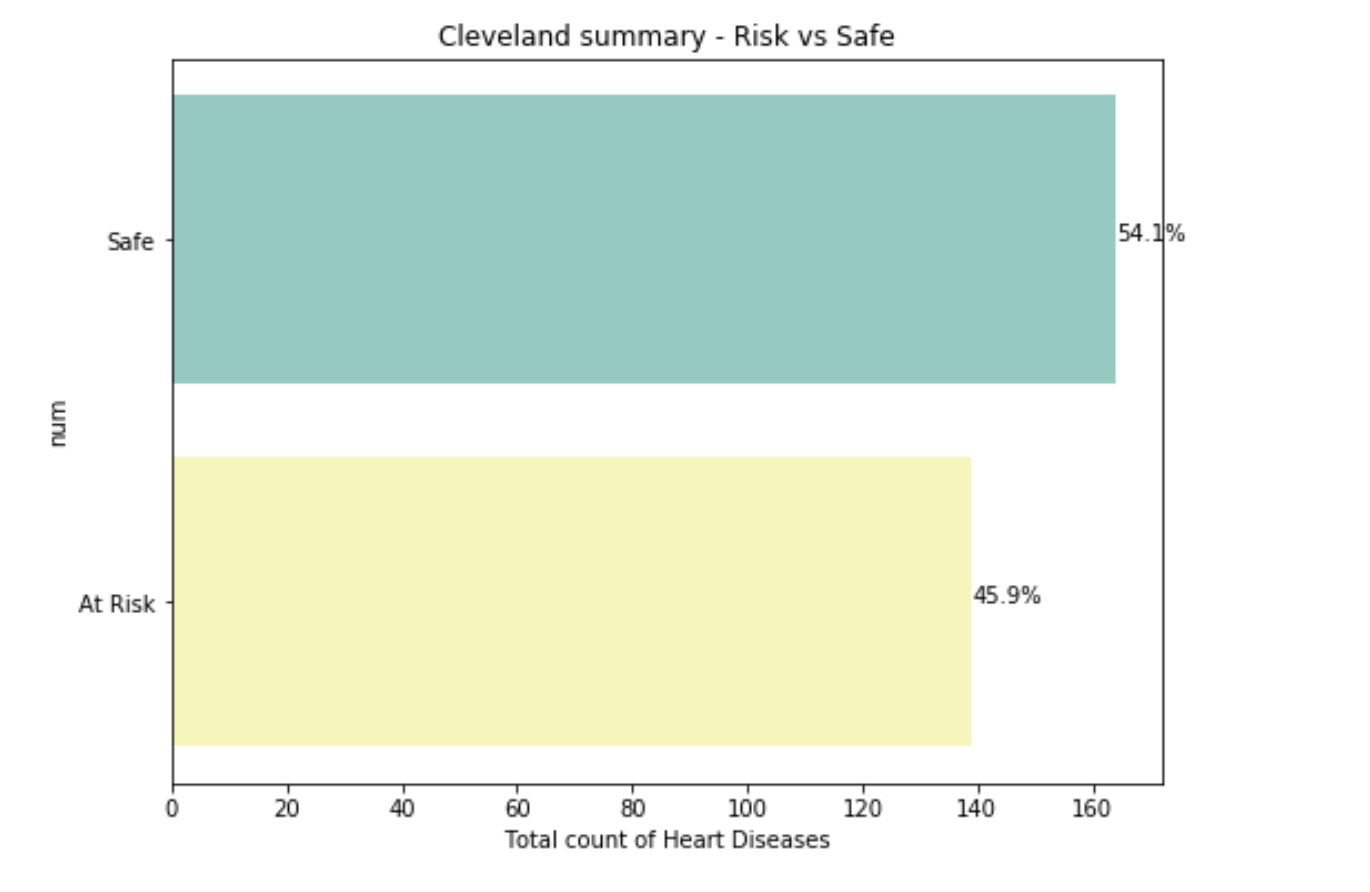 Cleveland summary - Risk vs Safe
Safe
54.1%
num
At Risk
45.9%
0 20 40 60 80 100 120 140 160
Total count of Heart Diseases